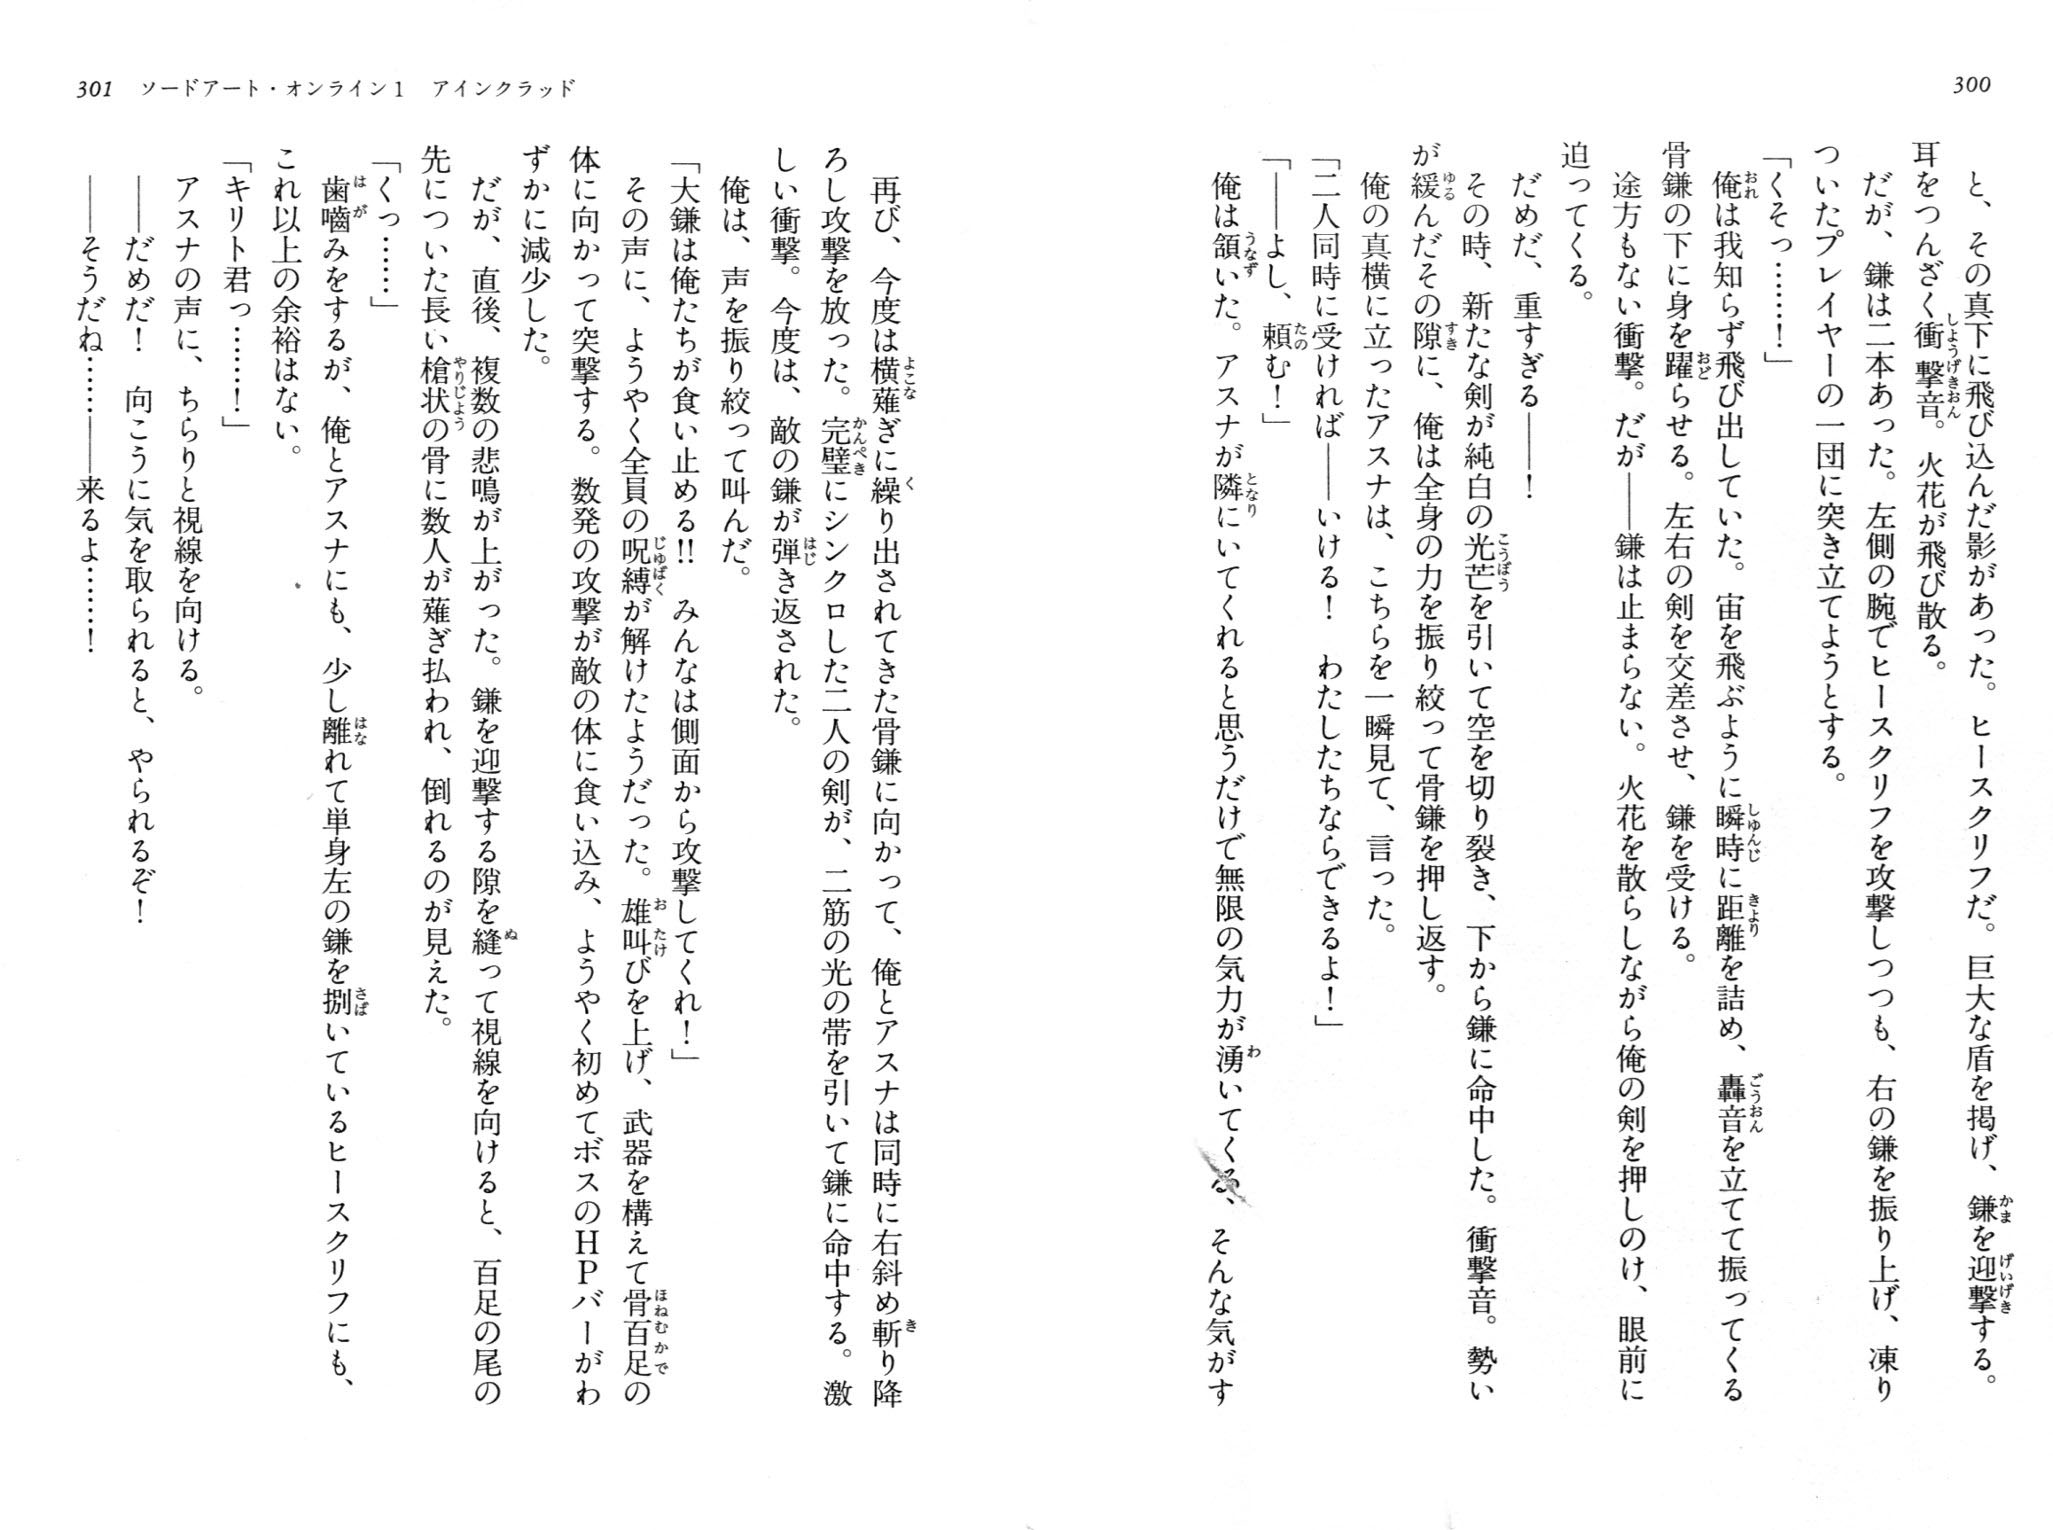 300
と、その真下に飛び込んだ影があった。ヒースクリフだ。巨大な盾を掲げ、鎌を迎撃する。
耳をつんざく衝撃音。火花が飛び散る。
だが、鎌は二本あった。左側の腕でヒースクリフを攻撃しつつも、右の鎌を振り上げ、凍り
ついたプレイヤーの一団に突き立てようとする。
「くそっ……！」
俺は我知らず飛び出していた。宙を飛ぶように瞬時に距離を詰め、轟音を立てて振ってくる
骨鎌の下に身を躍らせる。左右の剣を交差させ、鎌を受ける。
途方もない衝撃。だが――鎌は止まらない。火花を散らしながら俺の剣を押しのけ、眼前に
迫ってくる。
だめだ、重すぎる――！
その時、新たな剣が純白の光芒を引いて空を切り裂き、下から鎌に命中した。衝撃音。勢い
が緩んだその隙に、俺は全身の力を振り絞って骨鎌を押し返す。
俺の真横に立ったアスナは、こちらを一瞬見て、言った。
「二人同時に受ければ――いける！　わたしたちならできるよ！」
「――よし、頼む！」
俺は頷いた。アスナが隣にいてくれると思うだけで無限の気力が湧いてくる、そんな気がす
301　ソードアート・オンライン1　アインクラッド
再び、今度は横薙ぎに繰り出されてきた骨鎌に向かって、俺とアスナは同時に右斜め斬り降
ろし攻撃を放った。完璧にシンクロした二人の剣が、二筋の光の帯を引いて鎌に命中する。激
しい衝撃。今度は、敵の鎌が弾き返された。
俺は、声を振り絞って叫んだ。
「大鎌は俺たちが食い止める!!　みんなは側面から攻撃してくれ！」
その声に、ようやく全員の呪縛が解けたようだった。雄叫びを上げ、武器を構えて骨百足の
体に向かって突撃する。数発の攻撃が敵の体に食い込み、ようやく初めてボスのHPバーがわ
ずかに減少した。
だが、直後、複数の悲鳴が上がった。鎌を迎撃する隙を縫って視線を向けると、百足の尾の
先についた長い槍状の骨に数人が薙ぎ払われ、倒れるのが見えた。
「くっ……」
歯噛みをするが、俺とアスナにも、少し離れて単身左の鎌を捌いているヒースクリフにも、
これ以上の余裕はない。
「キリト君っ……！」
アスナの声に、ちらりと視線を向ける。
――だめだ！　向こうに気を取られると、やられるぞ！
――そうだね……――来るよ……！